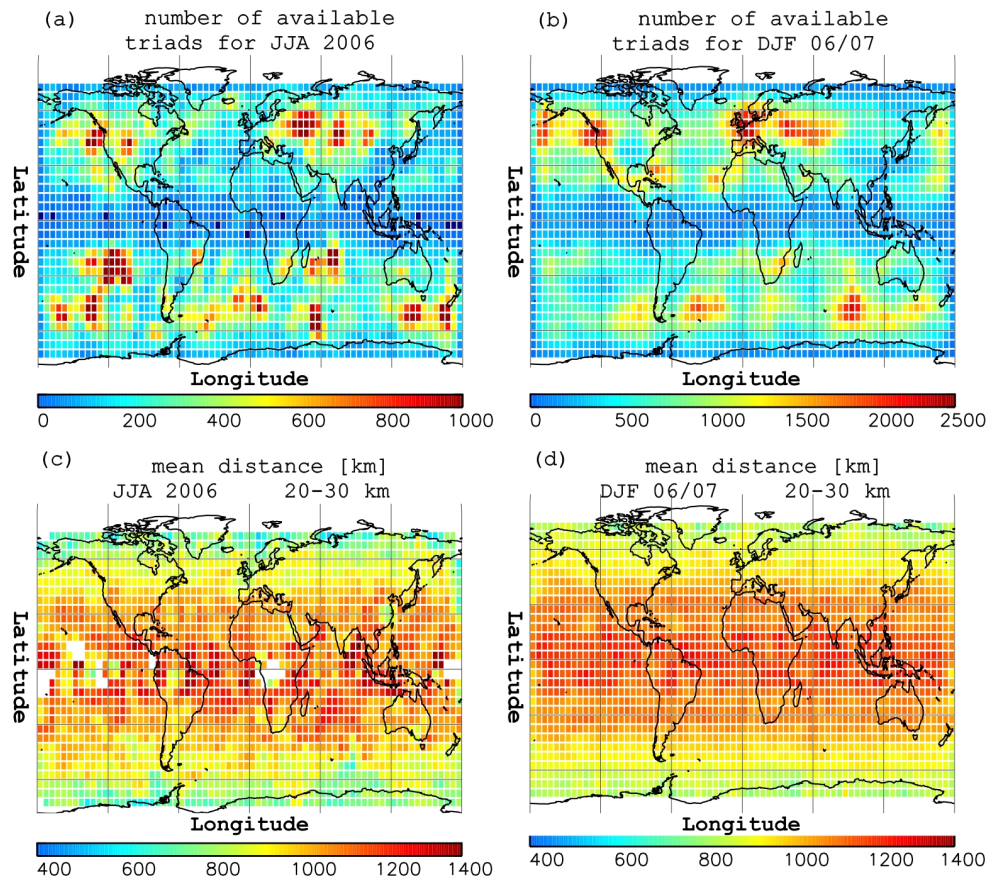 (a) number of available
triads for JJA 2006
Latitude
Longitude
0 200 400 600 800 1000
(b) number of available
triads for DJF 06/07
Latitude
Longitude
0 500 1000 1500 2000 2500
(c) mean distance [km]
JJA 2006 20-30 km
Latitude
Longitude
400 600 800 1000 1200 1400
(d) mean distance [km]
DJF 06/07 20-30 km
Latitude
Longitude
400 600 800 1000 1200 1400